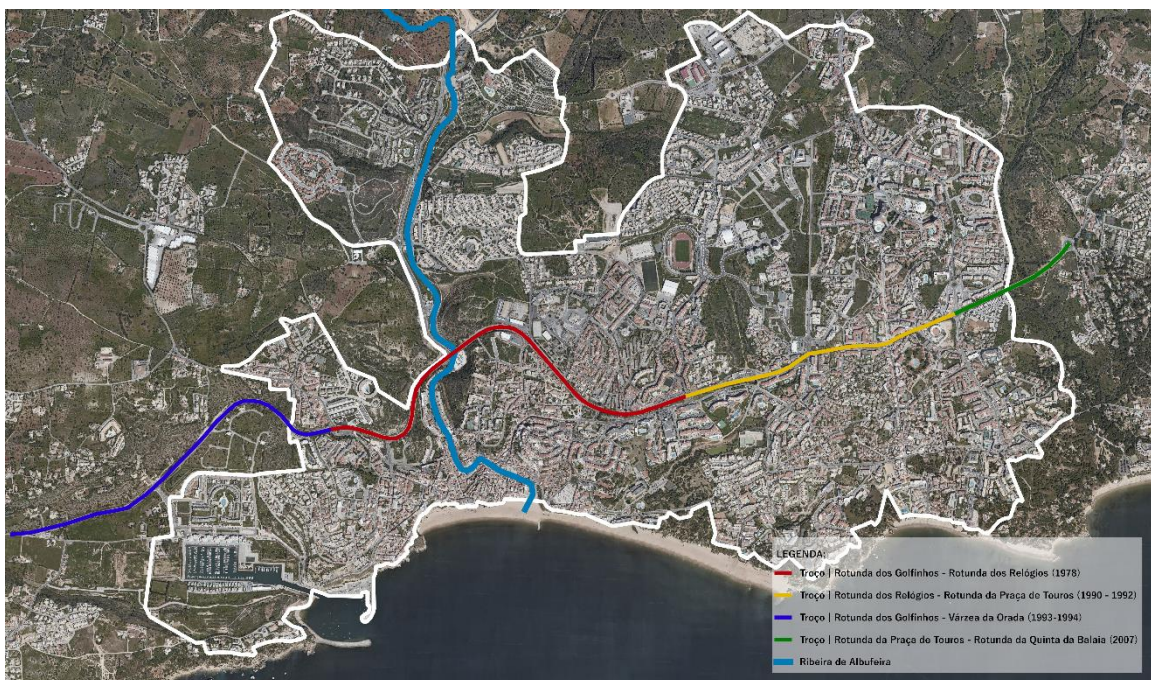 LEGENDA:
Troço | Rotunda dos Golfinhos - Rotunda dos Relógios (1978)
Troço | Rotunda dos Relógios - Rotunda da Praça de Touros (1990 - 1992)
Troço | Rotunda dos Golfinhos - Várzea da Orada (1993-1994)
Troço | Rotunda da Praça de Touros - Rotunda da Quinta da Balaia (2007)
Ribeira de Albufeira